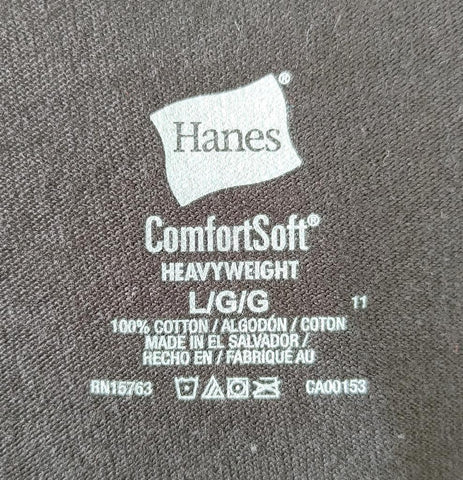 Hanes®
ComfortSoft®
HEAVYWEIGHT
L/G/G 11
100% COTTON / ALGODÓN / COTON
MADE IN EL SALVADOR /
HECHO EN / FABRIQUÉ AU
RN15763 CA00153